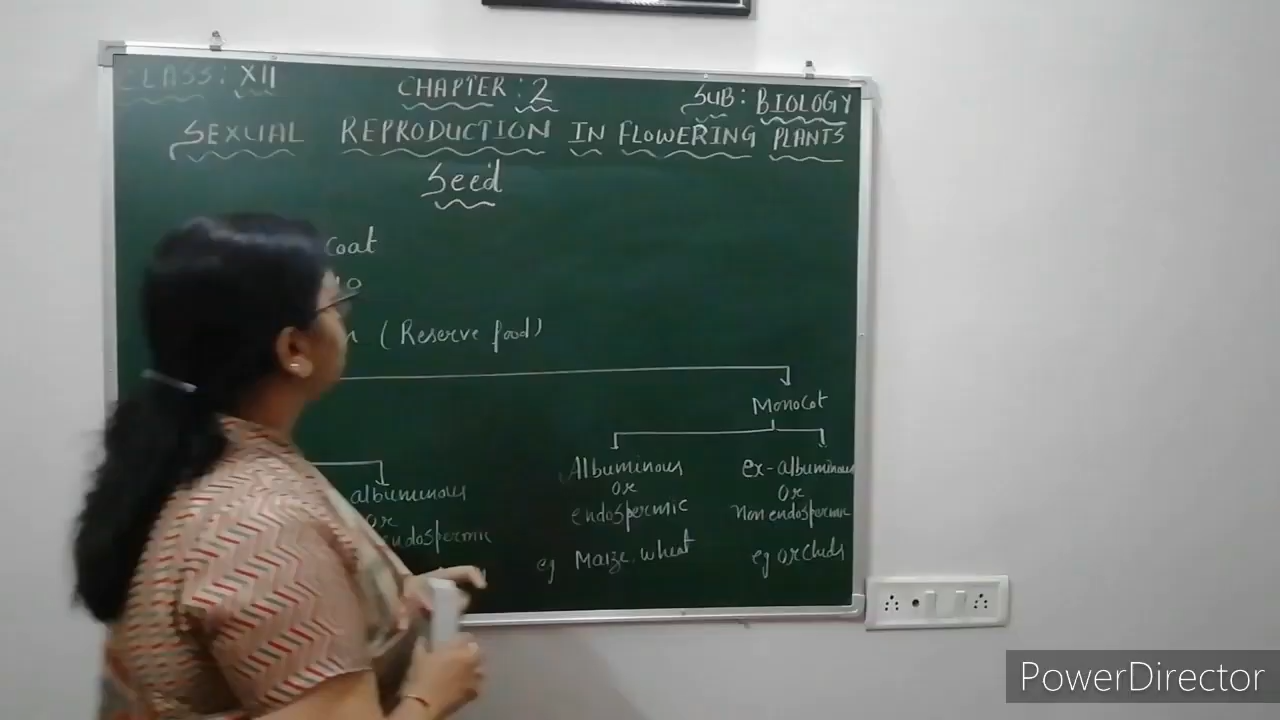 CLASS: XII CHAPTER: 2 SUB: BIOLOGY
SEXUAL REPRODUCTION IN FLOWERING PLANTS
Seed
Coat
(Reserve food)
Monocot
albuminous
or
endospermic
Albuminous
or
endospermic
eg Maize, wheat
ex-albuminous
or
Non endospermic
eg orchids
PowerDirector